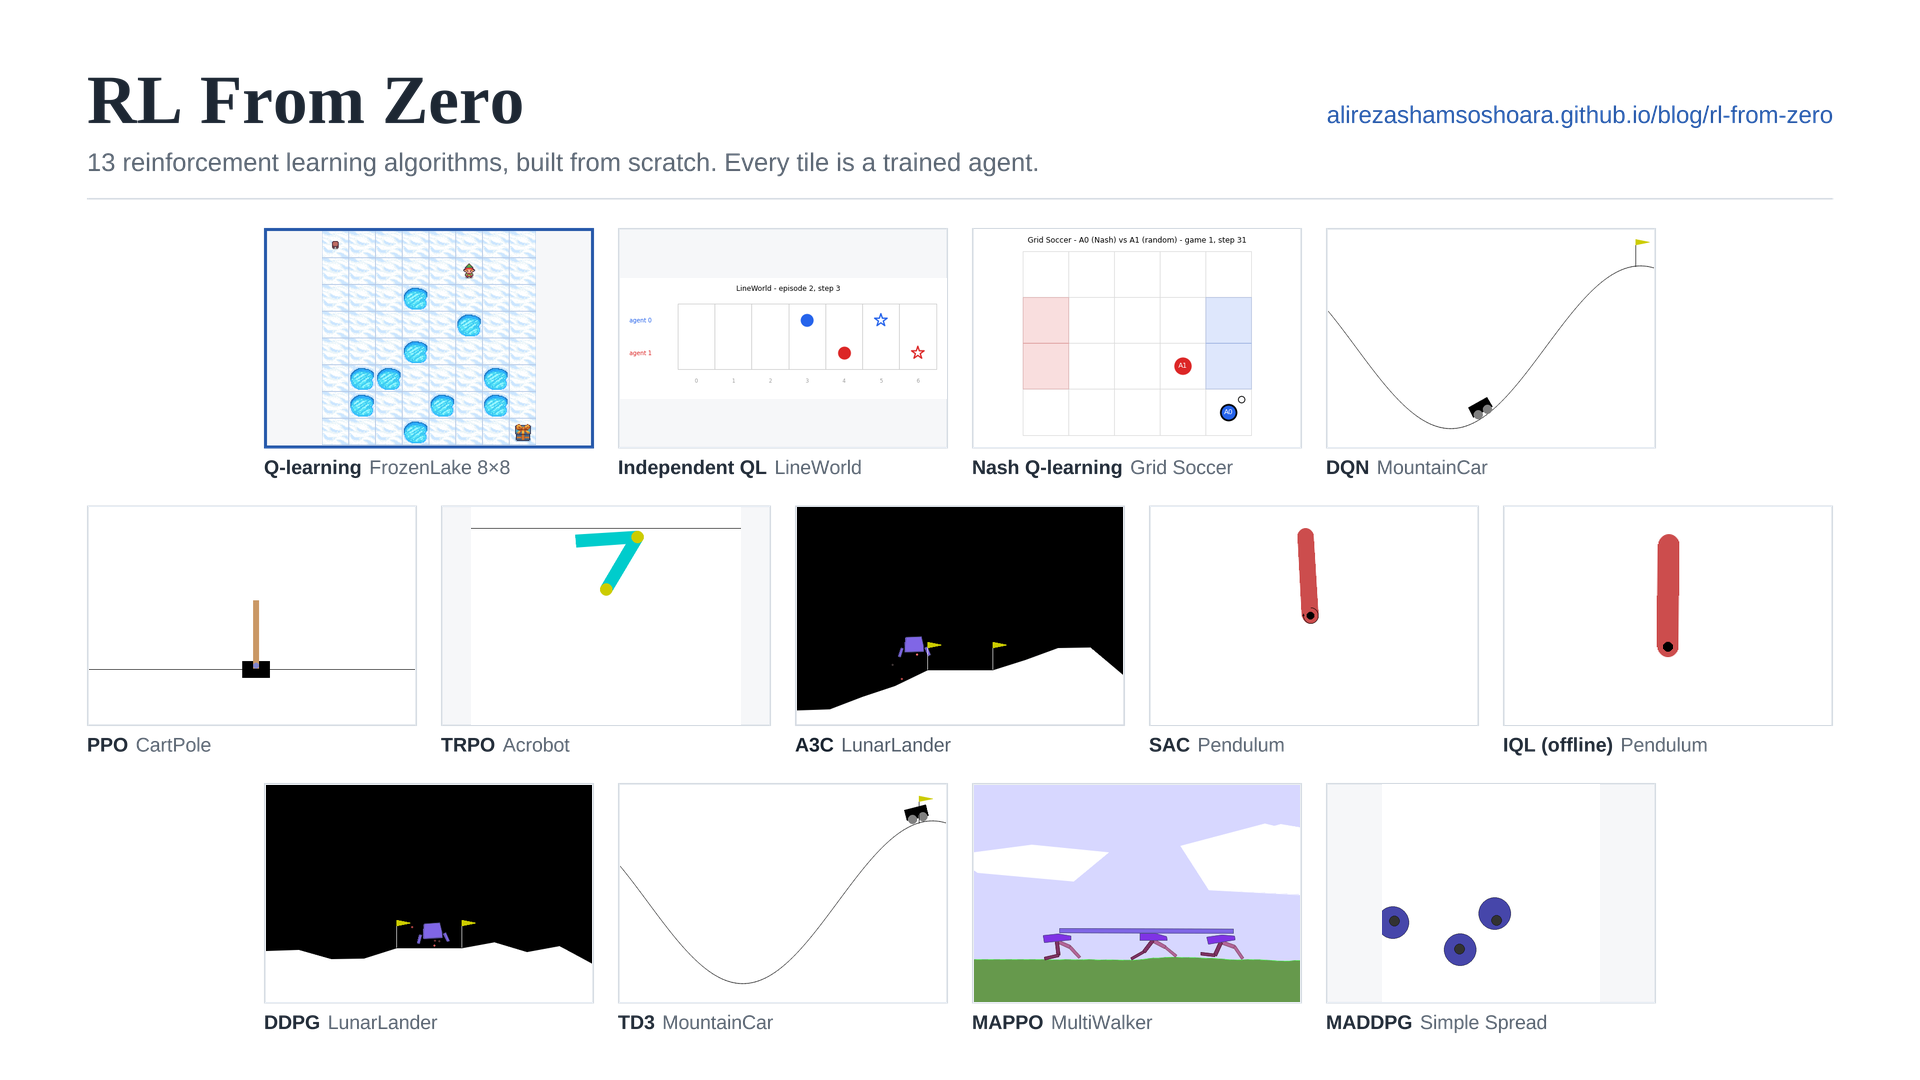 RL From Zero
alirezashamsoshoara.github.io/blog/rl-from-zero
13 reinforcement learning algorithms, built from scratch. Every tile is a trained agent.
LineWorld - episode 2, step 3
agent 0
agent 1
0 1 2 3 4 5 6
Grid Soccer - A0 (Nash) vs A1 (random) - game 1, step 31
A1
A0
Q-learning FrozenLake 8×8
Independent QL LineWorld
Nash Q-learning Grid Soccer
DQN MountainCar
PPO CartPole
TRPO Acrobot
A3C LunarLander
SAC Pendulum
IQL (offline) Pendulum
DDPG LunarLander
TD3 MountainCar
MAPPO MultiWalker
MADDPG Simple Spread